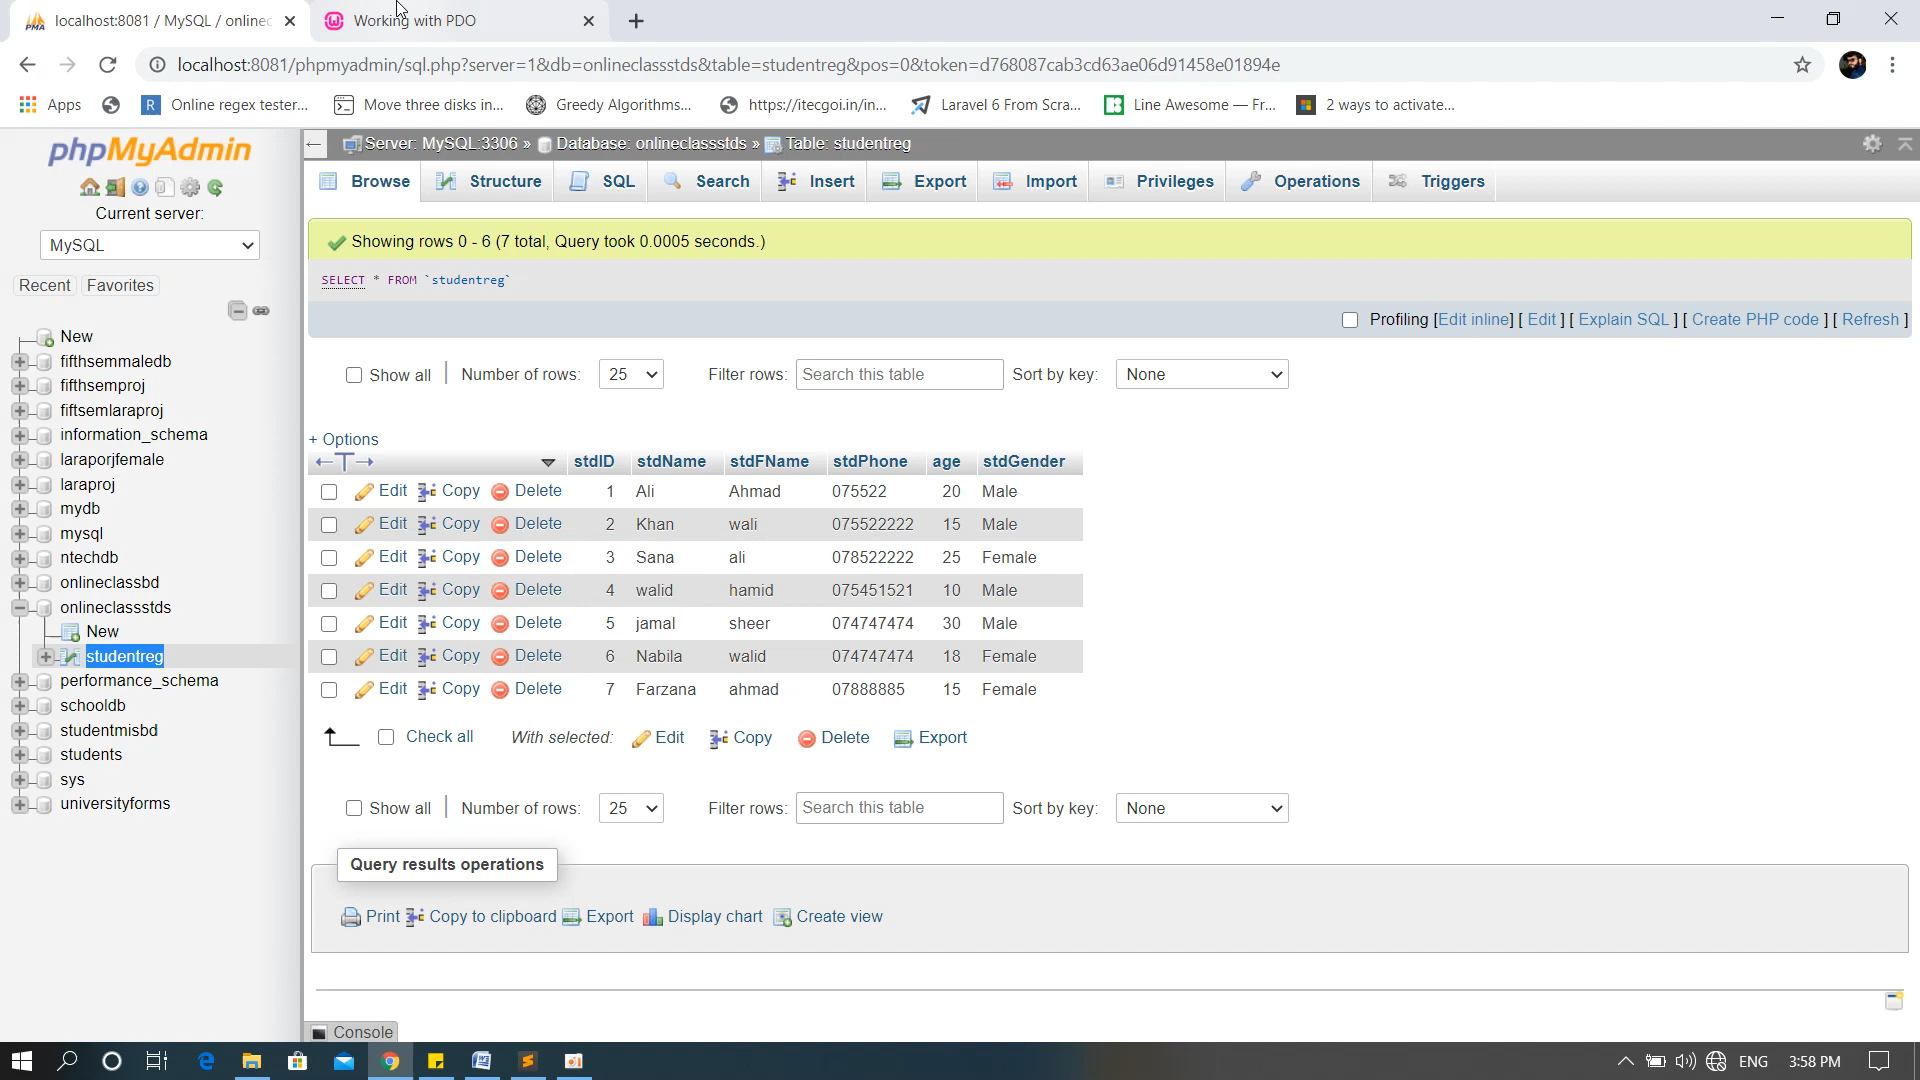 localhost:8081 / MySQL / onlinec
Working with PDO
localhost:8081/phpmyadmin/sql.php?server=1&db=onlineclassstds&table=studentreg&pos=0&token=d768087cab3cd63ae06d91458e01894e
Apps R Online regex tester... Move three disks in... Greedy Algorithms... https://itecgoi.in/in... Laravel 6 From Scra... Line Awesome — Fr... 2 ways to activate...
phpMyAdmin
Current server:
MySQL
Recent Favorites
New
fifthsemmaledb
fifthsemproj
fiftsemlaraproj
information_schema
laraporjfemale
laraproj
mydb
mysql
ntechdb
onlineclassbd
onlineclassstds
New
studentreg
performance_schema
schooldb
studentmisbd
students
sys
universityforms
Server: MySQL:3306 » Database: onlineclassstds » Table: studentreg
Browse Structure SQL Search Insert Export Import Privileges Operations Triggers
Showing rows 0 - 6 (7 total, Query took 0.0005 seconds.)
SELECT * FROM `studentreg`
Profiling [Edit inline] [ Edit ] [ Explain SQL ] [ Create PHP code ] [ Refresh ]
Show all Number of rows: 25 Filter rows: Search this table Sort by key: None
+ Options
←T→ stdID stdName stdFName stdPhone age stdGender
Edit Copy Delete 1 Ali Ahmad 075522 20 Male
Edit Copy Delete 2 Khan wali 075522222 15 Male
Edit Copy Delete 3 Sana ali 078522222 25 Female
Edit Copy Delete 4 walid hamid 075451521 10 Male
Edit Copy Delete 5 jamal sheer 074747474 30 Male
Edit Copy Delete 6 Nabila walid 074747474 18 Female
Edit Copy Delete 7 Farzana ahmad 07888885 15 Female
Check all With selected: Edit Copy Delete Export
Show all Number of rows: 25 Filter rows: Search this table Sort by key: None
Query results operations
Print Copy to clipboard Export Display chart Create view
Console
ENG 3:58 PM